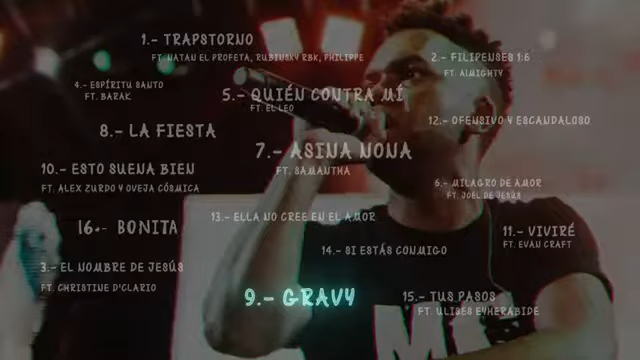 1.- TRAPSTORNO
FT. NATAN EL PROFETA, RUBINSKY RBK, PHILIPPE
2.- FILIPENSES 1:6
FT. ALMIGHTY
4.- ESPÍRITU SANTO
FT. BARAK
5.- QUIÉN CONTRA MÍ
FT. EL LEO
12.- OFENSIVO Y ESCANDALOSO
8.- LA FIESTA
7.- ASINA NONA
FT. SAMANTHA
10.- ESTO SUENA BIEN
FT. ALEX ZURDO Y OVEJA CÓSMICA
6.- MILAGRO DE AMOR
FT. JOEL DE JESÚS
13.- ELLA NO CREE EN EL AMOR
16.- BONITA
11.- VIVIRÉ
FT. EVAN CRAFT
14.- SI ESTÁS CONMIGO
3.- EL NOMBRE DE JESÚS
FT. CHRISTINE D'CLARIO
9.- GRAVY
15.- TUS PASOS
FT. ULISES EYHERABIDE